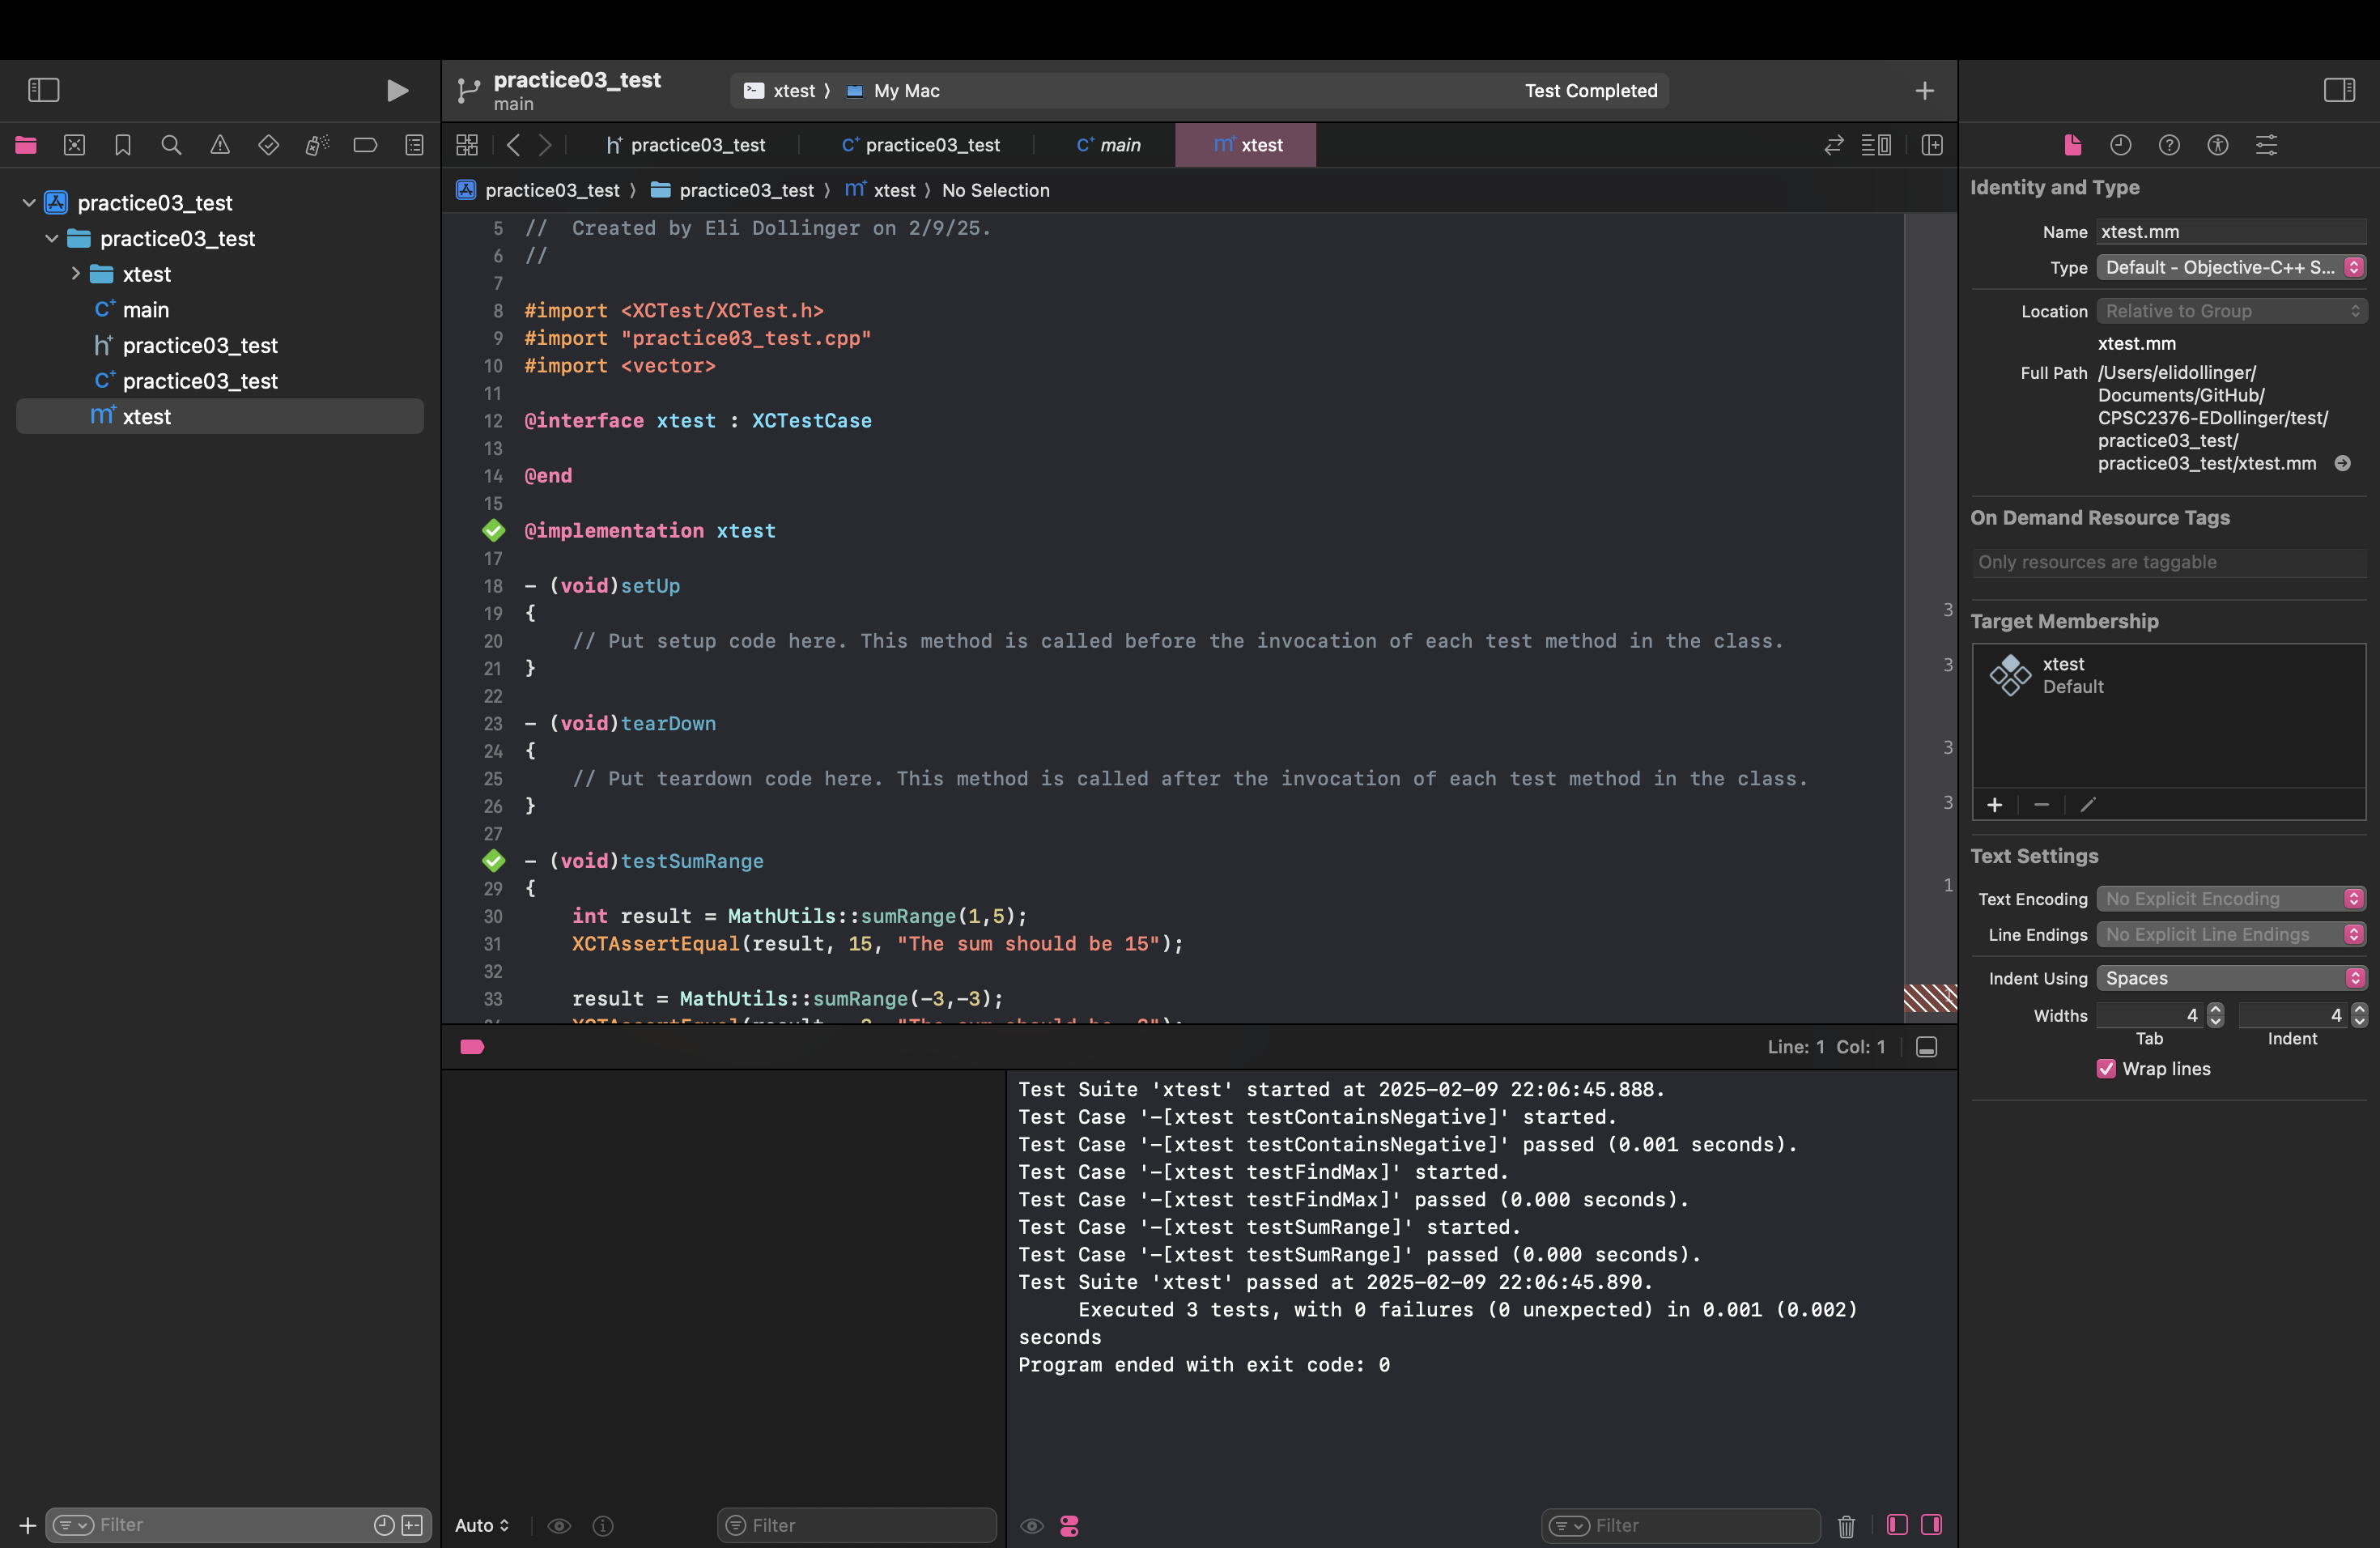 practice03_test
main
xtest ⟩ My Mac
Test Completed
practice03_test
practice03_test
main
xtest
practice03_test ⟩ practice03_test ⟩ xtest ⟩ No Selection
practice03_test
practice03_test
xtest
main
practice03_test
practice03_test
xtest
5 //  Created by Eli Dollinger on 2/9/25.
6 //
7
8 #import <XCTest/XCTest.h>
9 #import "practice03_test.cpp"
10 #import <vector>
11
12 @interface xtest : XCTestCase
13
14 @end
15
@implementation xtest
17
18 - (void)setUp
19 {
20     // Put setup code here. This method is called before the invocation of each test method in the class.
21 }
22
23 - (void)tearDown
24 {
25     // Put teardown code here. This method is called after the invocation of each test method in the class.
26 }
27
- (void)testSumRange
29 {
30     int result = MathUtils::sumRange(1,5);
31     XCTAssertEqual(result, 15, "The sum should be 15");
32
33     result = MathUtils::sumRange(-3,-3);
3
3
3
3
1
Line: 1  Col: 1
Test Suite 'xtest' started at 2025-02-09 22:06:45.888.
Test Case '-[xtest testContainsNegative]' started.
Test Case '-[xtest testContainsNegative]' passed (0.001 seconds).
Test Case '-[xtest testFindMax]' started.
Test Case '-[xtest testFindMax]' passed (0.000 seconds).
Test Case '-[xtest testSumRange]' started.
Test Case '-[xtest testSumRange]' passed (0.000 seconds).
Test Suite 'xtest' passed at 2025-02-09 22:06:45.890.
     Executed 3 tests, with 0 failures (0 unexpected) in 0.001 (0.002)
seconds
Program ended with exit code: 0
Filter
Auto
Filter
Filter
Identity and Type
Name xtest.mm
Type Default - Objective-C++ S...
Location Relative to Group
xtest.mm
Full Path /Users/elidollinger/
Documents/GitHub/
CPSC2376-EDollinger/test/
practice03_test/
practice03_test/xtest.mm
On Demand Resource Tags
Only resources are taggable
Target Membership
xtest
Default
Text Settings
Text Encoding No Explicit Encoding
Line Endings No Explicit Line Endings
Indent Using Spaces
Widths 4 4
Tab Indent
Wrap lines